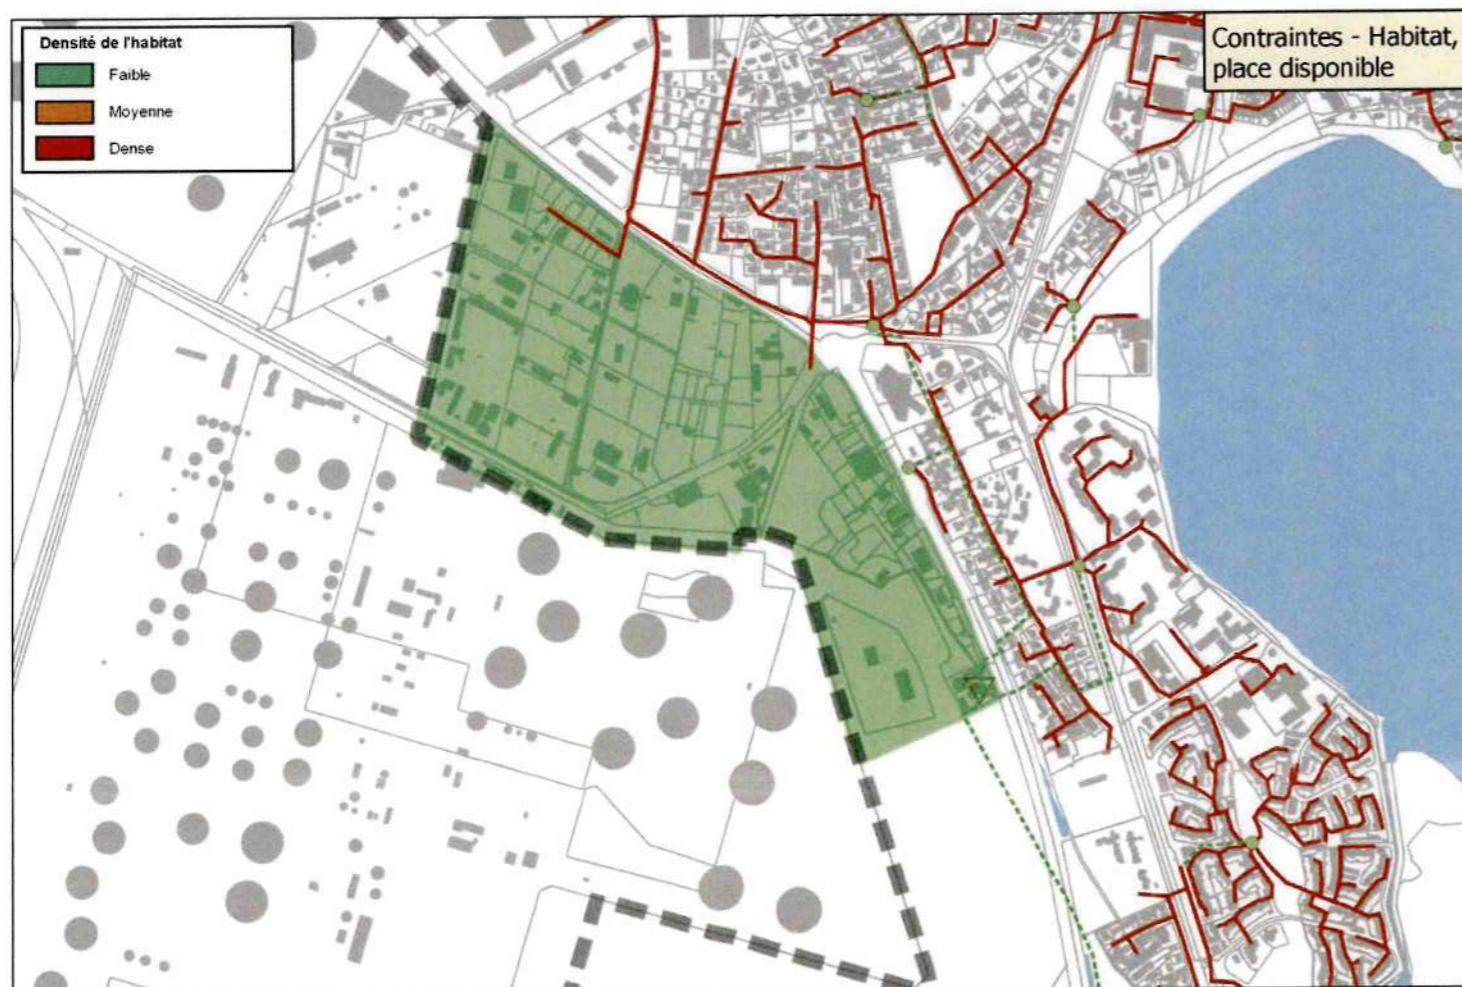 Densité de l'habitat
Faible
Moyenne
Dense
Contraintes - Habitat,
place disponible